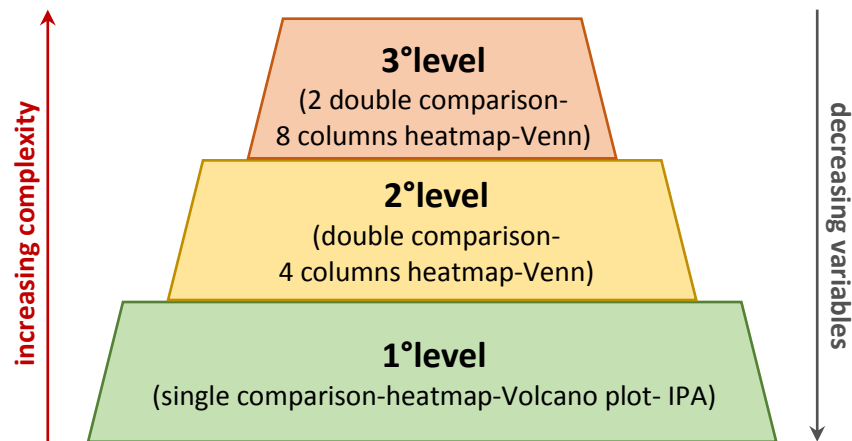 increasing complexity
3°level
(2 double comparison-
8 columns heatmap-Venn)
2°level
(double comparison-
4 columns heatmap-Venn)
1°level
(single comparison-heatmap-Volcano plot- IPA)
decreasing variables